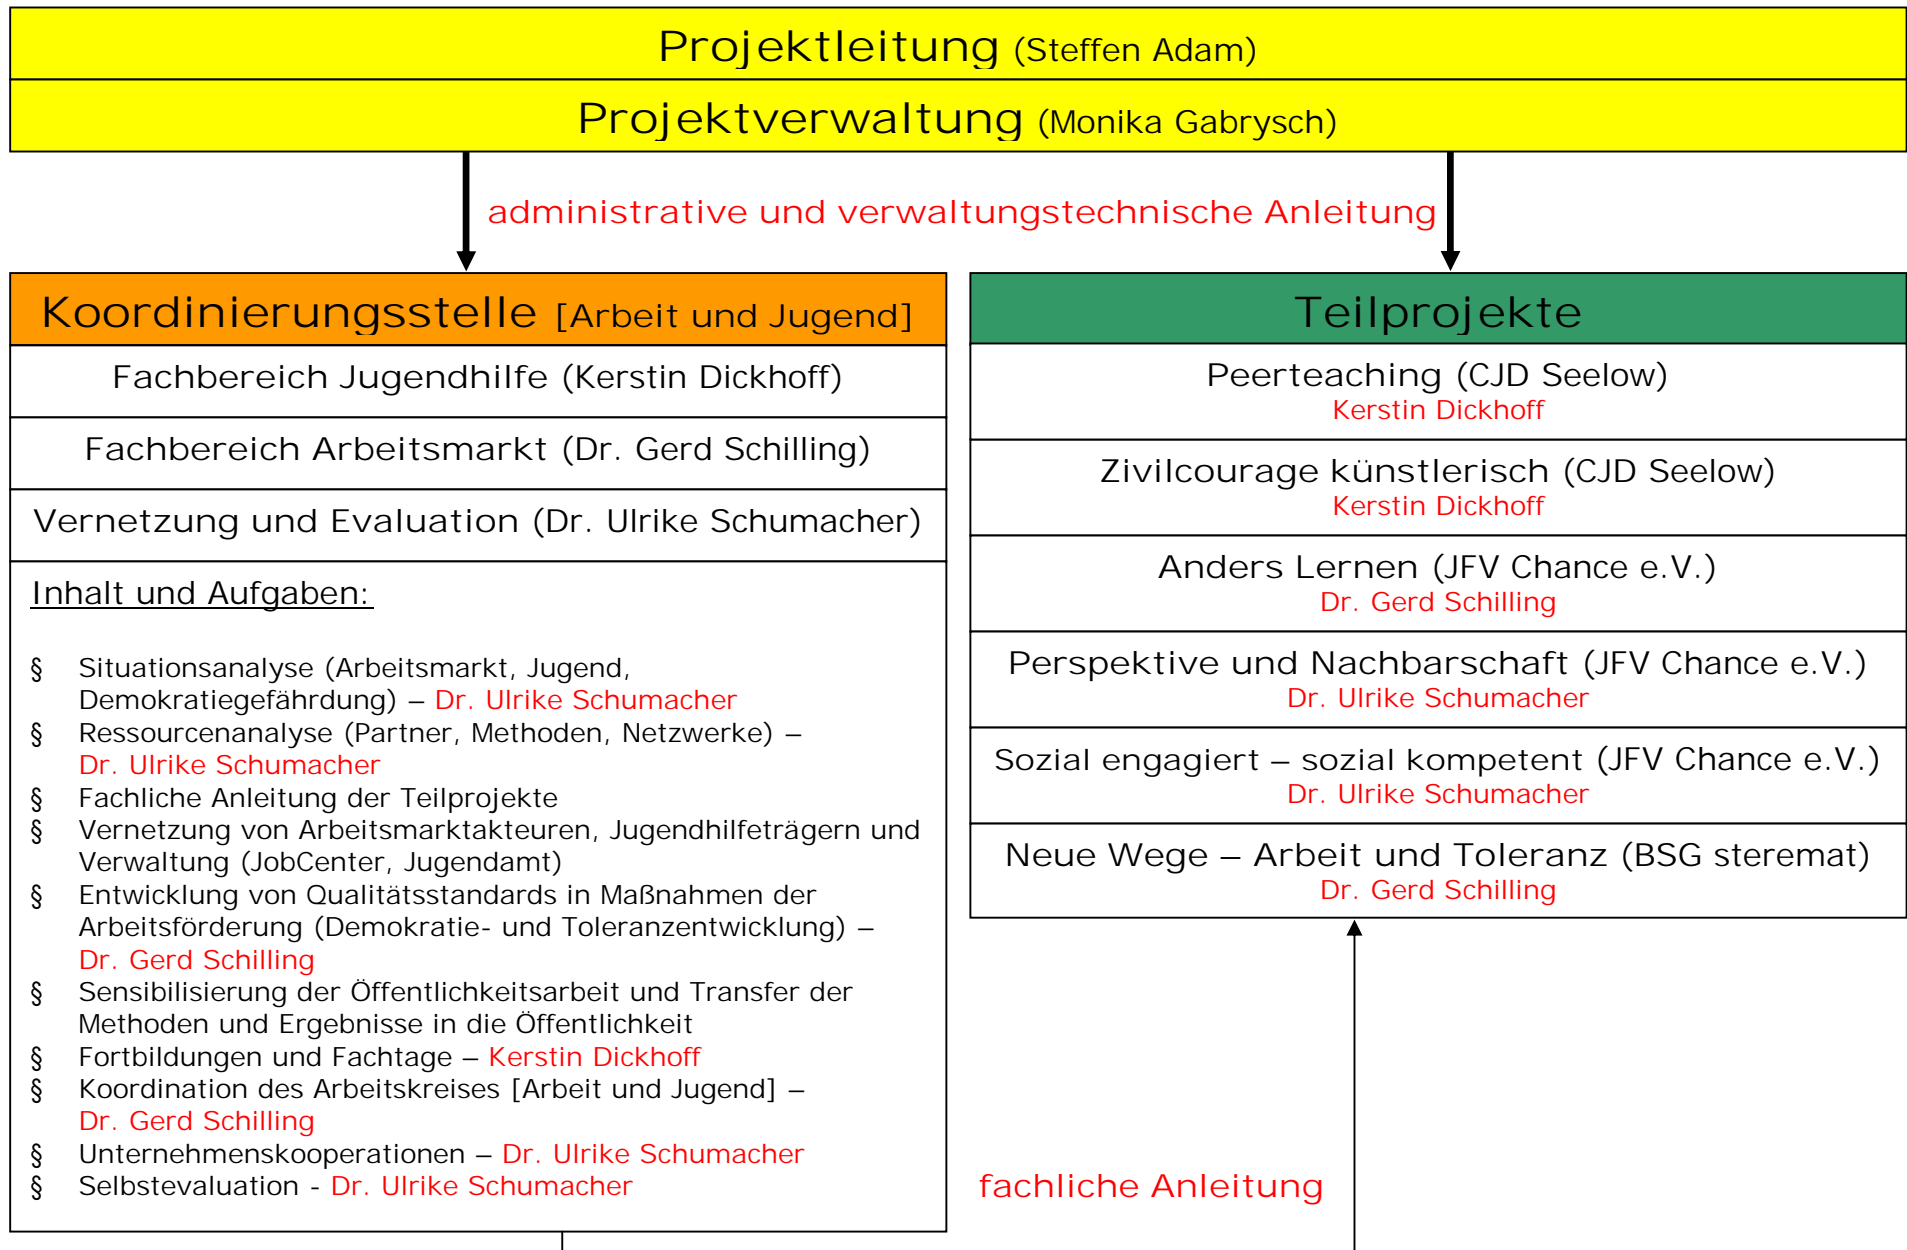 Projektleitung (Steffen Adam)
Projektverwaltung (Monika Gabrysch)
administrative und verwaltungstechnische Anleitung
Koordinierungsstelle [Arbeit und Jugend]
Fachbereich Jugendhilfe (Kerstin Dickhoff)
Fachbereich Arbeitsmarkt (Dr. Gerd Schilling)
Vernetzung und Evaluation (Dr. Ulrike Schumacher)
Inhalt und Aufgaben:
§ Situationsanalyse (Arbeitsmarkt, Jugend,
Demokratiegefährdung) – Dr. Ulrike Schumacher
§ Ressourcenanalyse (Partner, Methoden, Netzwerke) –
Dr. Ulrike Schumacher
§ Fachliche Anleitung der Teilprojekte
§ Vernetzung von Arbeitsmarktakteuren, Jugendhilfeträgern und
Verwaltung (JobCenter, Jugendamt)
§ Entwicklung von Qualitätsstandards in Maßnahmen der
Arbeitsförderung (Demokratie- und Toleranzentwicklung) –
Dr. Gerd Schilling
§ Sensibilisierung der Öffentlichkeitsarbeit und Transfer der
Methoden und Ergebnisse in die Öffentlichkeit
§ Fortbildungen und Fachtage – Kerstin Dickhoff
§ Koordination des Arbeitskreises [Arbeit und Jugend] –
Dr. Gerd Schilling
§ Unternehmenskooperationen – Dr. Ulrike Schumacher
§ Selbstevaluation - Dr. Ulrike Schumacher
Teilprojekte
Peerteaching (CJD Seelow)
Kerstin Dickhoff
Zivilcourage künstlerisch (CJD Seelow)
Kerstin Dickhoff
Anders Lernen (JFV Chance e.V.)
Dr. Gerd Schilling
Perspektive und Nachbarschaft (JFV Chance e.V.)
Dr. Ulrike Schumacher
Sozial engagiert – sozial kompetent (JFV Chance e.V.)
Dr. Ulrike Schumacher
Neue Wege – Arbeit und Toleranz (BSG steremat)
Dr. Gerd Schilling
fachliche Anleitung